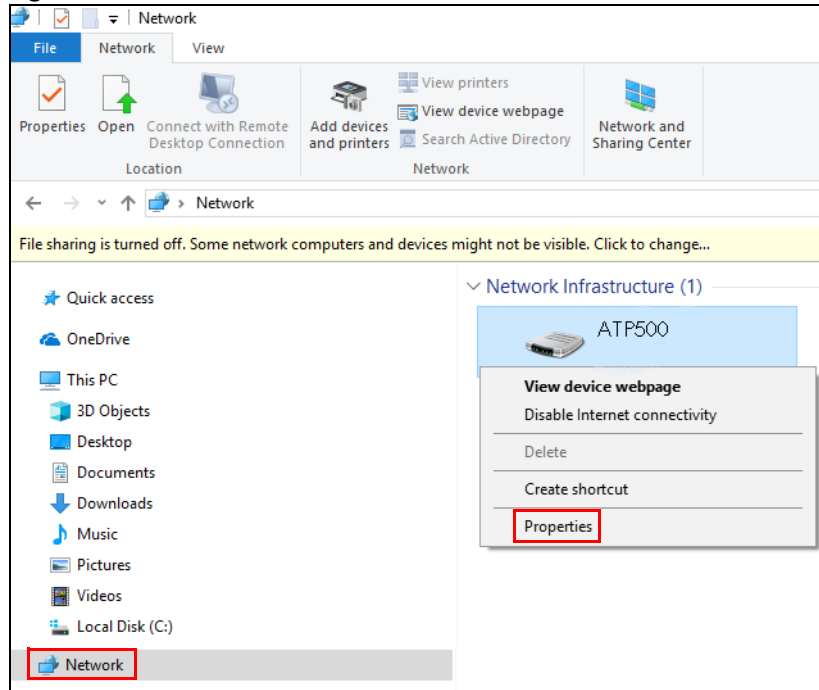 Network
File Network View
Properties
Open
Connect with Remote
Desktop Connection
Location
Add devices
and printers
View printers
View device webpage
Search Active Directory
Network
Network and
Sharing Center
Network
File sharing is turned off. Some network computers and devices might not be visible. Click to change...
Quick access
OneDrive
This PC
3D Objects
Desktop
Documents
Downloads
Music
Pictures
Videos
Local Disk (C:)
Network
Network Infrastructure (1)
ATP500
View device webpage
Disable Internet connectivity
Delete
Create shortcut
Properties